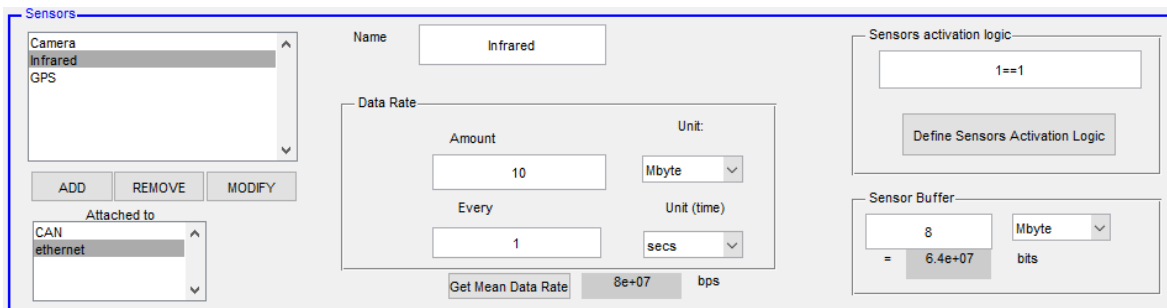 Sensors
Camera
Infrared
GPS
ADD REMOVE MODIFY
Attached to
CAN
ethernet
Name Infrared
Data Rate
Amount Unit:
10 Mbyte
Every Unit (time)
1 secs
Get Mean Data Rate 8e+07 bps
Sensors activation logic
1==1
Define Sensors Activation Logic
Sensor Buffer
8 Mbyte
= 6.4e+07 bits